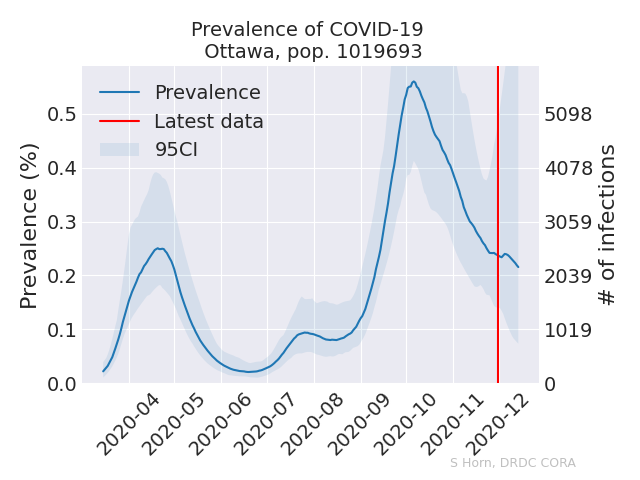 Prevalence of COVID-19
Ottawa, pop. 1019693
Prevalence
Latest data
95CI
Prevalence (%)
0.5
0.4
0.3
0.2
0.1
0.0
5098
4078
3059
2039
1019
0
# of infections
2020-04
2020-05
2020-06
2020-07
2020-08
2020-09
2020-10
2020-11
2020-12
S Horn, DRDC CORA